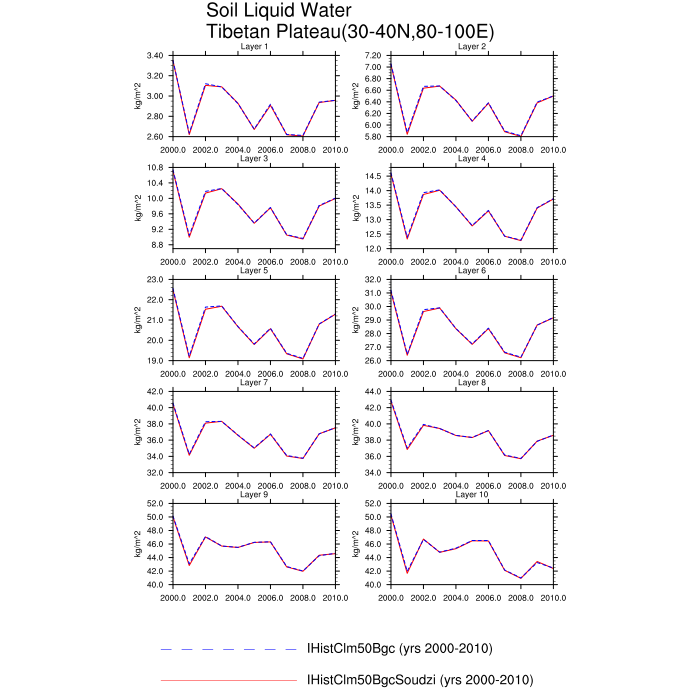 Soil Liquid Water
Tibetan Plateau(30-40N,80-100E)
Layer 1
3.40
3.20
3.00
2.80
2.60
kg/m^2
2000.0 2002.0 2004.0 2006.0 2008.0 2010.0
Layer 2
7.20
7.00
6.80
6.60
6.40
6.20
6.00
5.80
kg/m^2
2000.0 2002.0 2004.0 2006.0 2008.0 2010.0
Layer 3
10.8
10.4
10.0
9.6
9.2
8.8
kg/m^2
2000.0 2002.0 2004.0 2006.0 2008.0 2010.0
Layer 4
14.5
14.0
13.5
13.0
12.5
12.0
kg/m^2
2000.0 2002.0 2004.0 2006.0 2008.0 2010.0
Layer 5
23.0
22.0
21.0
20.0
19.0
kg/m^2
2000.0 2002.0 2004.0 2006.0 2008.0 2010.0
Layer 6
32.0
31.0
30.0
29.0
28.0
27.0
26.0
kg/m^2
2000.0 2002.0 2004.0 2006.0 2008.0 2010.0
Layer 7
42.0
40.0
38.0
36.0
34.0
32.0
kg/m^2
2000.0 2002.0 2004.0 2006.0 2008.0 2010.0
Layer 8
44.0
42.0
40.0
38.0
36.0
34.0
kg/m^2
2000.0 2002.0 2004.0 2006.0 2008.0 2010.0
Layer 9
52.0
50.0
48.0
46.0
44.0
42.0
40.0
kg/m^2
2000.0 2002.0 2004.0 2006.0 2008.0 2010.0
Layer 10
52.0
50.0
48.0
46.0
44.0
42.0
40.0
kg/m^2
2000.0 2002.0 2004.0 2006.0 2008.0 2010.0
IHistClm50Bgc (yrs 2000-2010)
IHistClm50BgcSoudzi (yrs 2000-2010)